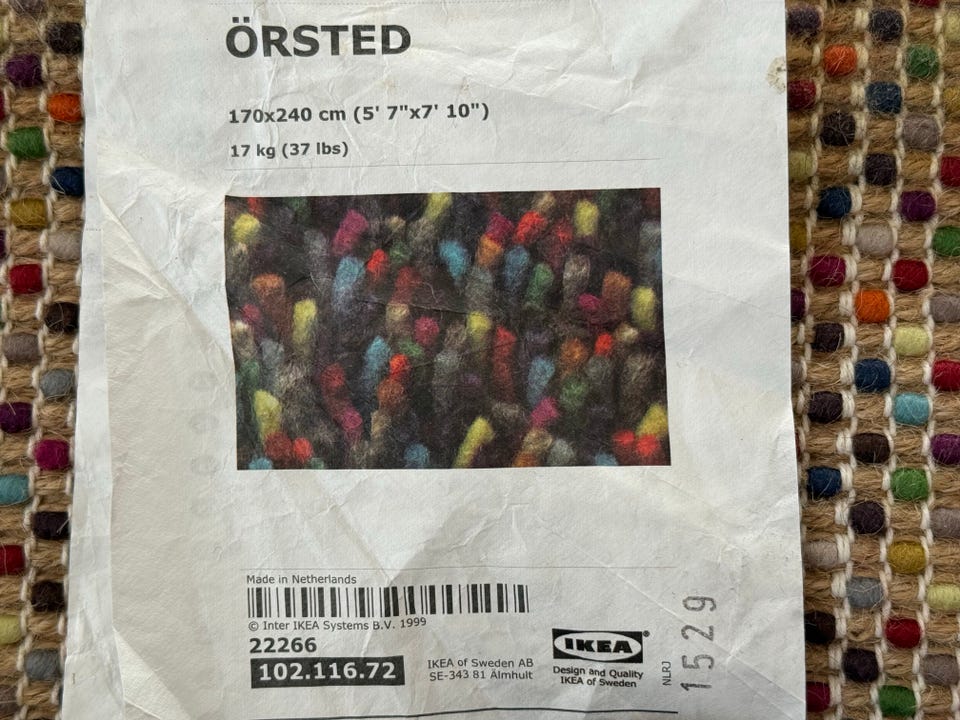 ÖRSTED
170x240 cm (5' 7"x7' 10")
17 kg (37 lbs)
Made in Netherlands
© Inter IKEA Systems B.V. 1999
22266
102.116.72
IKEA of Sweden AB
SE-343 81 Älmhult
IKEA®
Design and Quality
IKEA of Sweden
NLRJ
1529